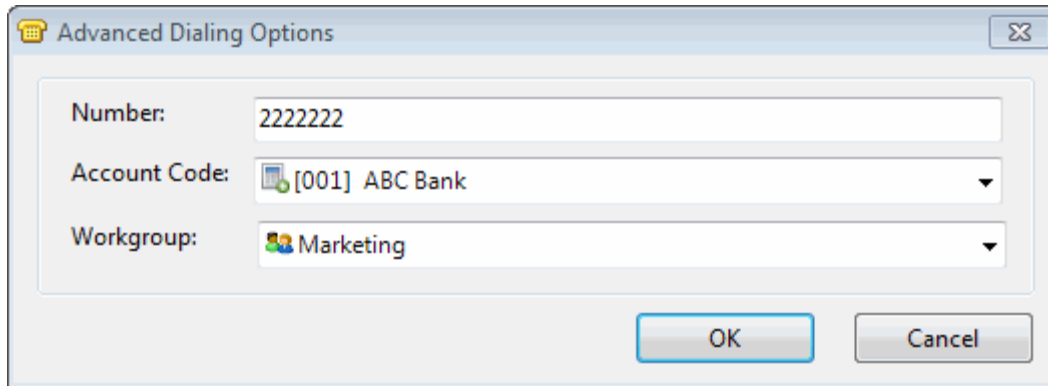 Advanced Dialing Options
Number: 2222222
Account Code: [001] ABC Bank
Workgroup: Marketing
OK Cancel